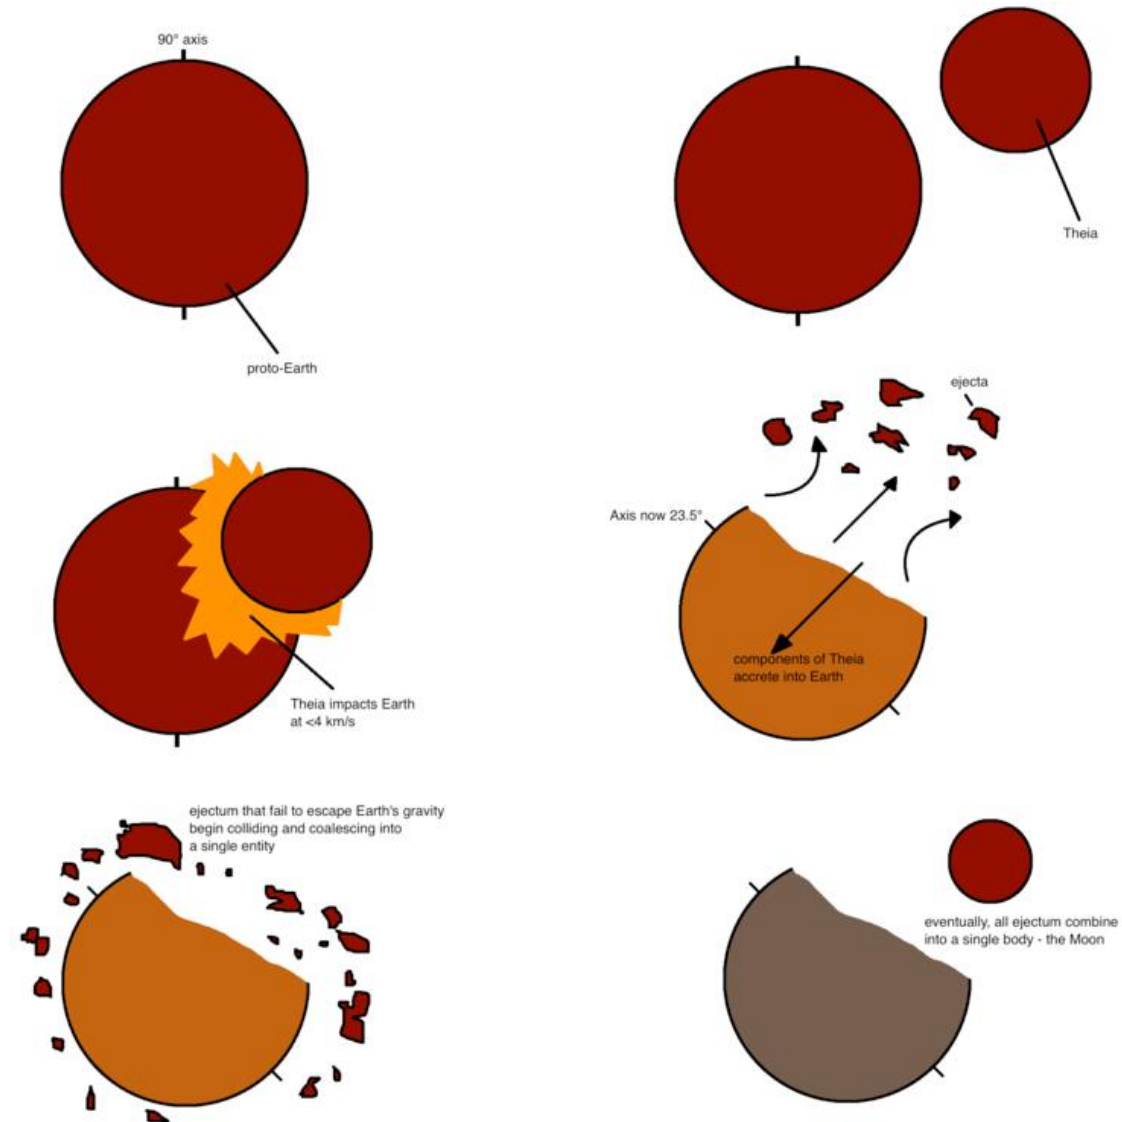 90° axis
Theia
proto-Earth
ejecta
Axis now 23.5°
components of Theia
accrete into Earth
Theia impacts Earth
at <4 km/s
ejectum that fail to escape Earth's gravity
begin colliding and coalescing into
a single entity
eventually, all ejectum combine
into a single body - the Moon